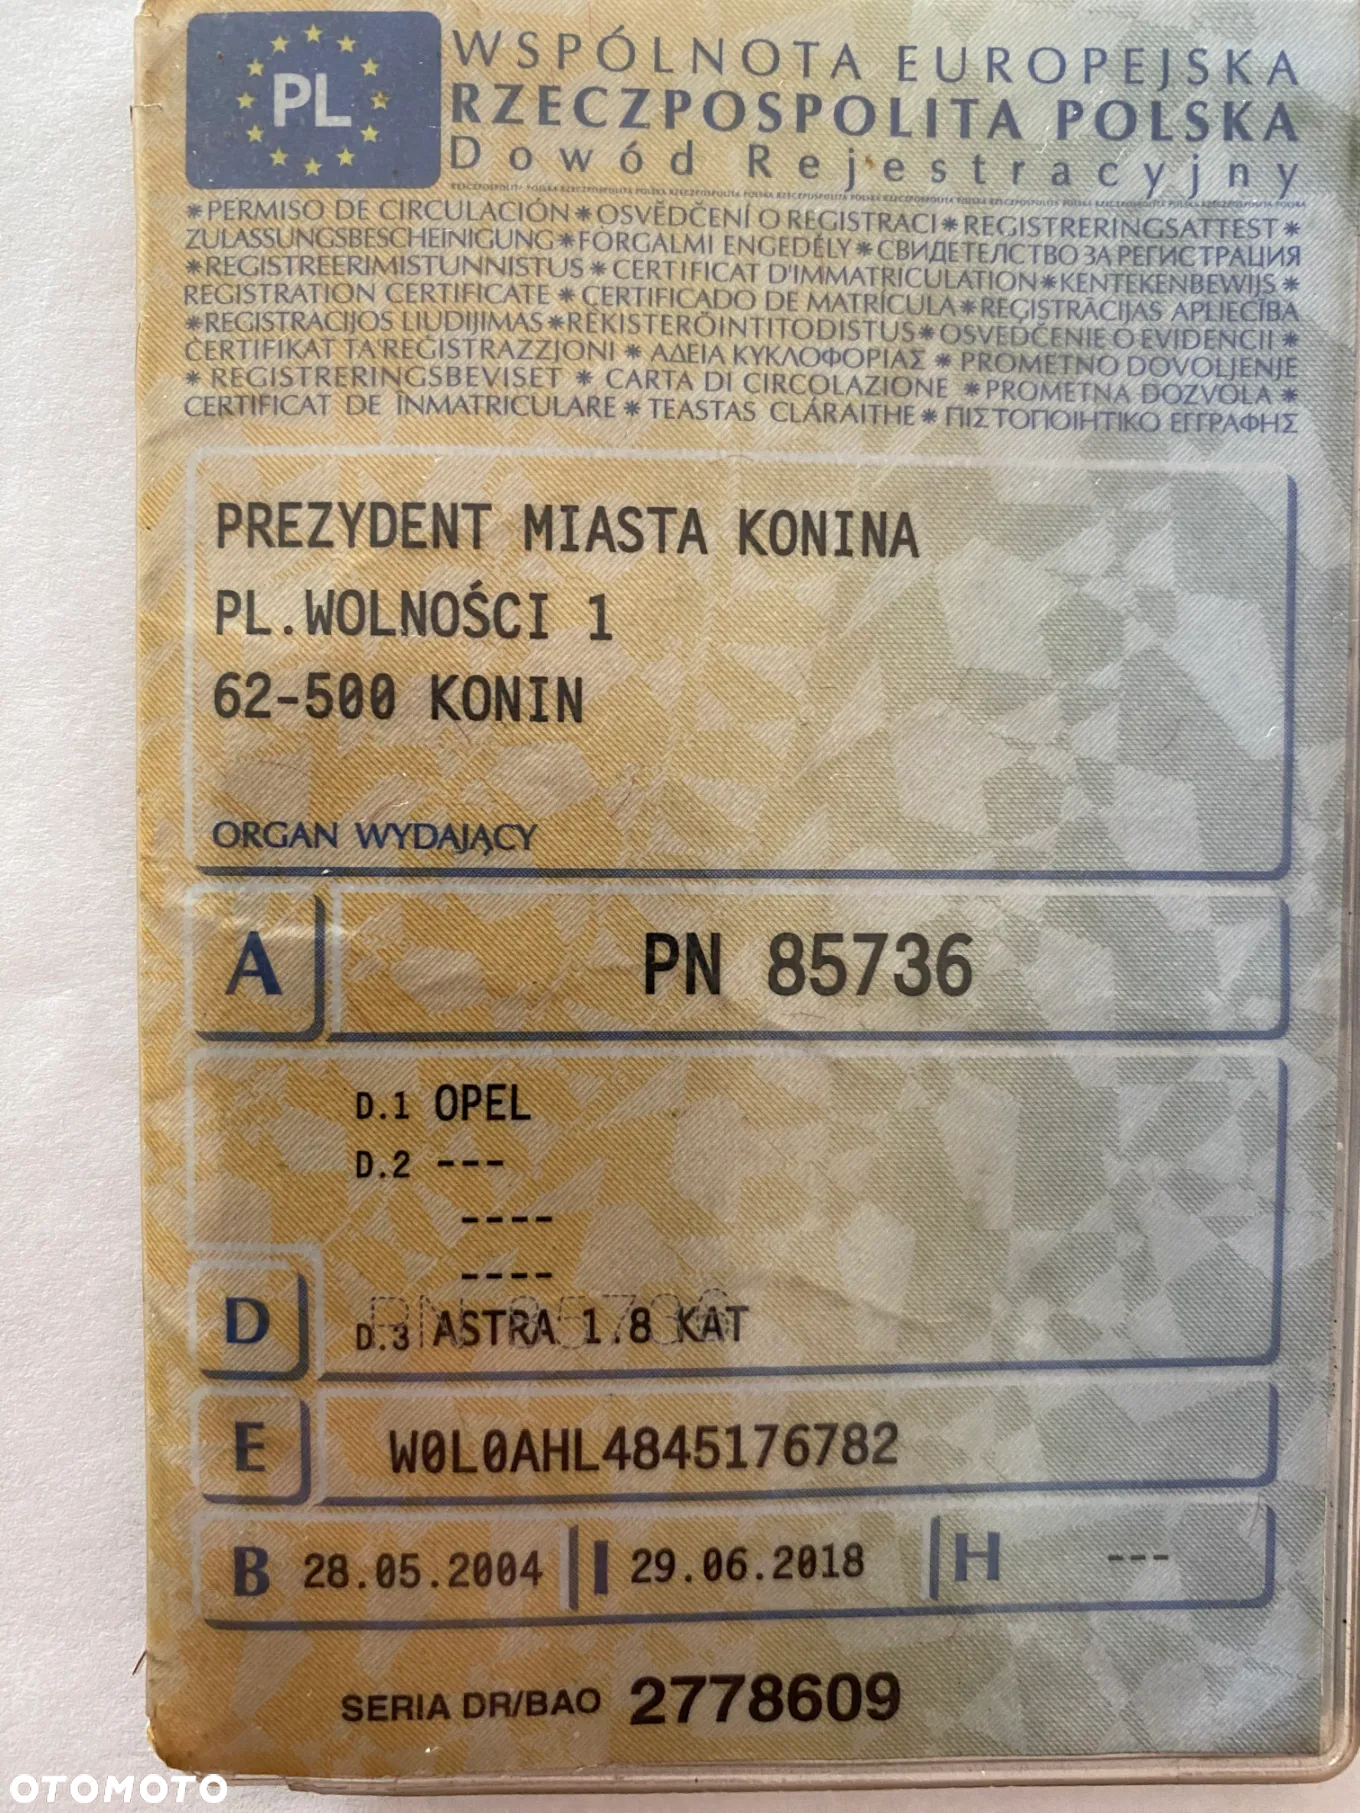 PL
WSPÓLNOTA EUROPEJSKA
RZECZPOSPOLITA POLSKA
Dowód Rejestracyjny
*PERMISO DE CIRCULACIÓN*OSVĚDČENÍ O REGISTRACI*REGISTRERINGSATTEST*
ZULASSUNGSBESCHEINIGUNG*FORGALMI ENGEDÉLY*СВИДЕТЕЛСТВО ЗА РЕГИСТРАЦИЯ
*REGISTREERIMISTUNNISTUS*CERTIFICAT D'IMMATRICULATION*KENTEKENBEWIJS*
REGISTRATION CERTIFICATE*CERTIFICADO DE MATRÍCULA*REĢISTRĀCIJAS APLIECĪBA
*REGISTRACIJOS LIUDIJIMAS*REKISTERÖINTITODISTUS*OSVEDČENIE O EVIDENCII*
ĊERTIFIKAT TA'REĠISTRAZZJONI*ΑΔΕΙΑ ΚΥΚΛΟΦΟΡΙΑΣ*PROMETNO DOVOLJENJE
*REGISTRERINGSBEVISET*CARTA DI CIRCOLAZIONE*PROMETNA DOZVOLA*
CERTIFICAT DE ÎNMATRICULARE*TEASTAS CLÁRAITHE*ΠΙΣΤΟΠΟΙΗΤΙΚΟ ΕΓΓΡΑΦΗΣ
PREZYDENT MIASTA KONINA
PL.WOLNOŚCI 1
62-500 KONIN
ORGAN WYDAJĄCY
A PN 85736
D.1 OPEL
D.2 ---
----
----
D D.3 ASTRA 1.8 KAT
PN 85736
E W0L0AHL4845176782
B 28.05.2004 I 29.06.2018 H ---
SERIA DR/BAO 2778609
OTOMOTO